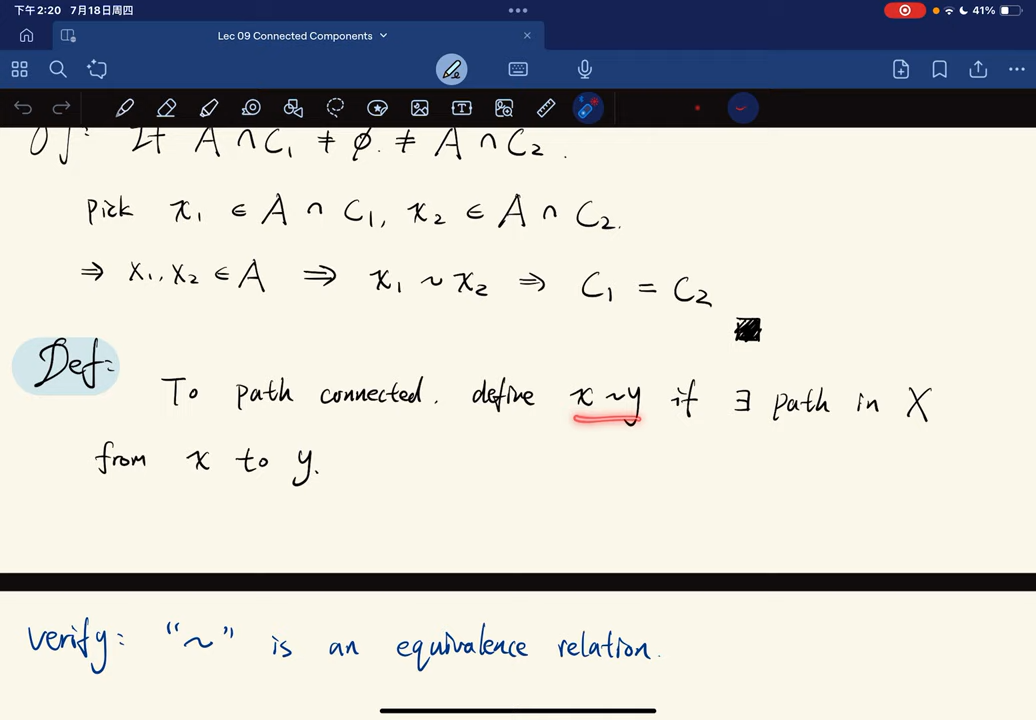 下午2:20 7月18日周四
41%
Lec 09 Connected Components
If A ∩ C₁ ≠ ∅. ≠ A ∩ C₂.
pick x₁ ∈ A ∩ C₁, x₂ ∈ A ∩ C₂.
⇒ x₁, x₂ ∈ A ⇒ x₁ ~ x₂ ⇒ C₁ = C₂
Def:
To path connected. define x ~ y if ∃ path in X
from x to y.
verify: "~" is an equivalence relation.